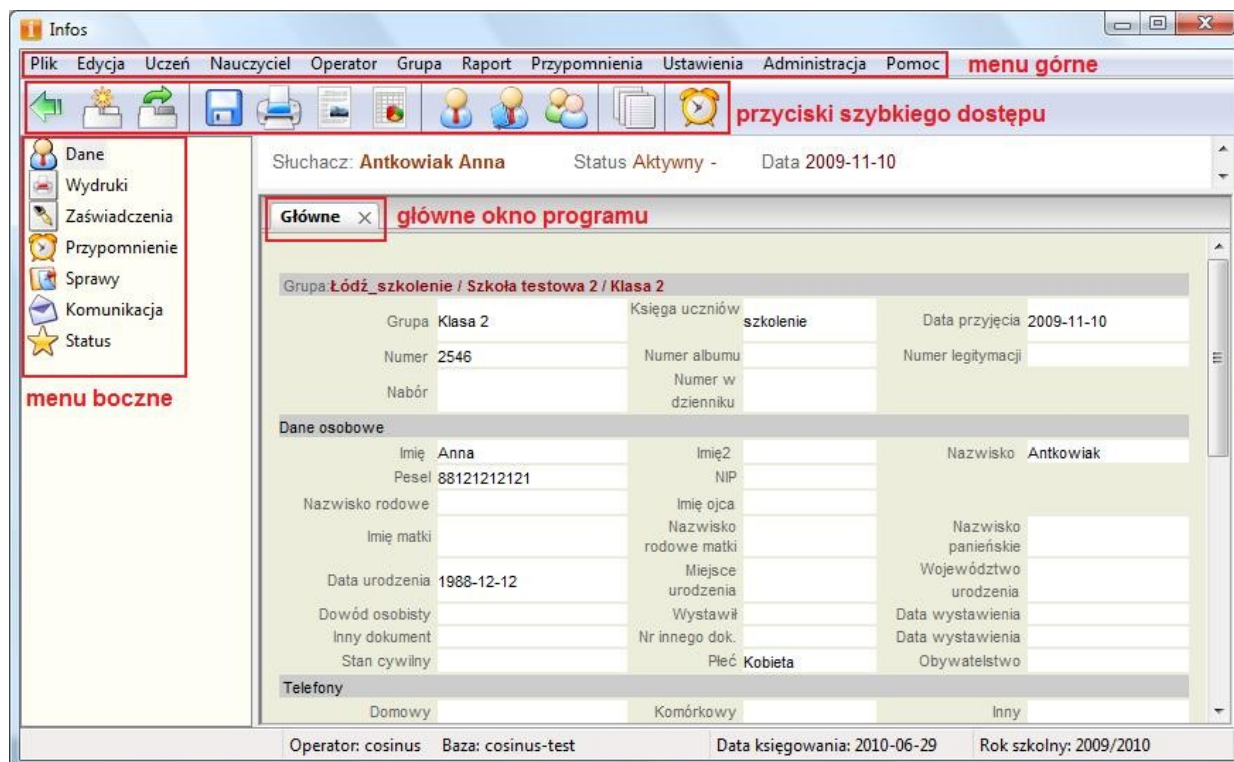 Infos
Plik Edycja Uczeń Nauczyciel Operator Grupa Raport Przypomnienia Ustawienia Administracja Pomoc menu górne
przyciski szybkiego dostępu
Dane
Wydruki
Zaświadczenia
Przypomnienie
Sprawy
Komunikacja
Status
menu boczne
Słuchacz: Antkowiak Anna Status Aktywny - Data 2009-11-10
Główne główne okno programu
Grupa:Łódź_szkolenie / Szkoła testowa 2 / Klasa 2
Grupa Klasa 2 Księga uczniów szkolenie Data przyjęcia 2009-11-10
Numer 2546 Numer albumu Numer legitymacji
Nabór Numer w dzienniku
Dane osobowe
Imię Anna Imię2 Nazwisko Antkowiak
Pesel 88121212121 NIP
Nazwisko rodowe Imię ojca
Imię matki Nazwisko rodowe matki Nazwisko panieńskie
Data urodzenia 1988-12-12 Miejsce urodzenia Województwo urodzenia
Dowód osobisty Wystawił Data wystawienia
Inny dokument Nr innego dok. Data wystawienia
Stan cywilny Płeć Kobieta Obywatelstwo
Telefony
Domowy Komórkowy Inny
Operator: cosinus Baza: cosinus-test Data księgowania: 2010-06-29 Rok szkolny: 2009/2010